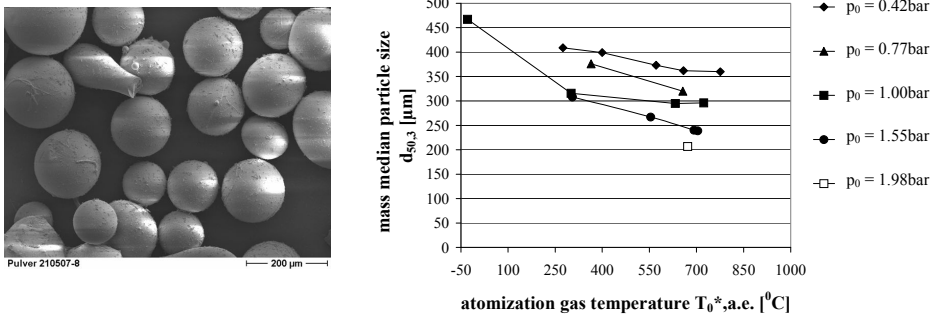 Pulver 210507-8
200 µm
mass median particle size
d50,3 [µm]
500
450
400
350
300
250
200
150
100
50
0
-50 100 250 400 550 700 850 1000
atomization gas temperature T0*,a.e. [0C]
p0 = 0.42bar
p0 = 0.77bar
p0 = 1.00bar
p0 = 1.55bar
p0 = 1.98bar